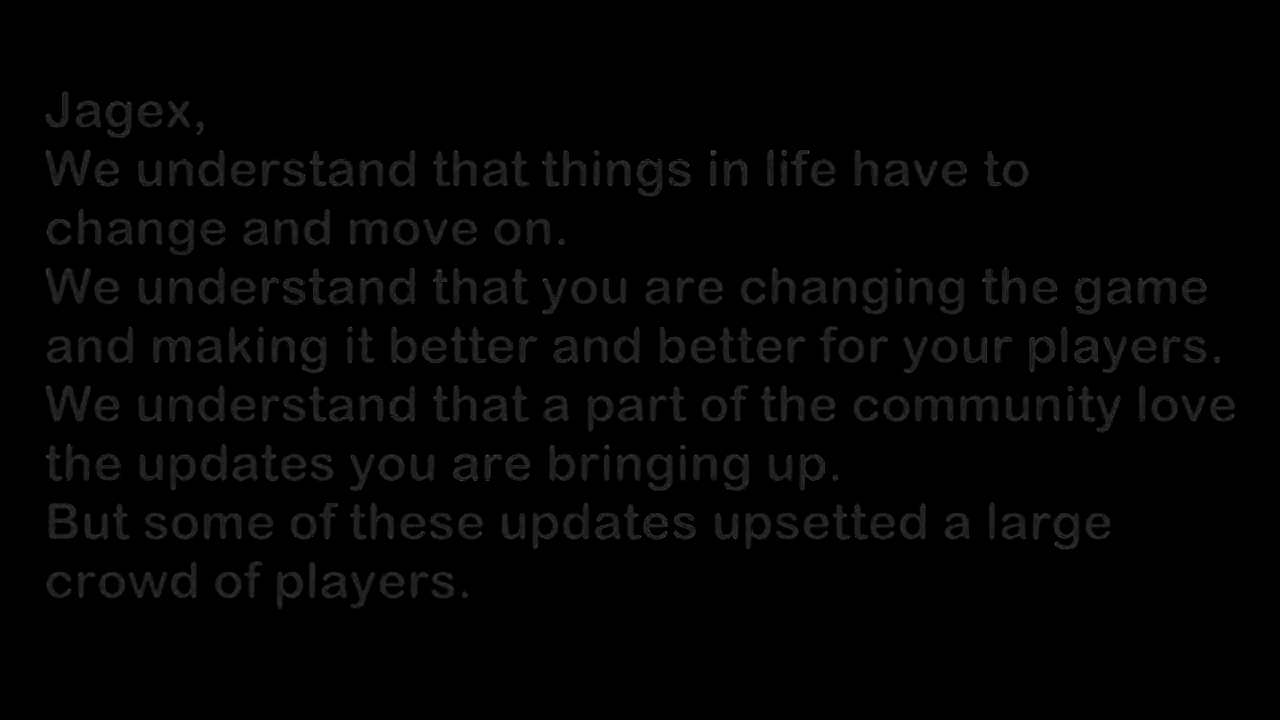 Jagex,
We understand that things in life have to
change and move on.
We understand that you are changing the game
and making it better and better for your players.
We understand that a part of the community love
the updates you are bringing up.
But some of these updates upsetted a large
crowd of players.